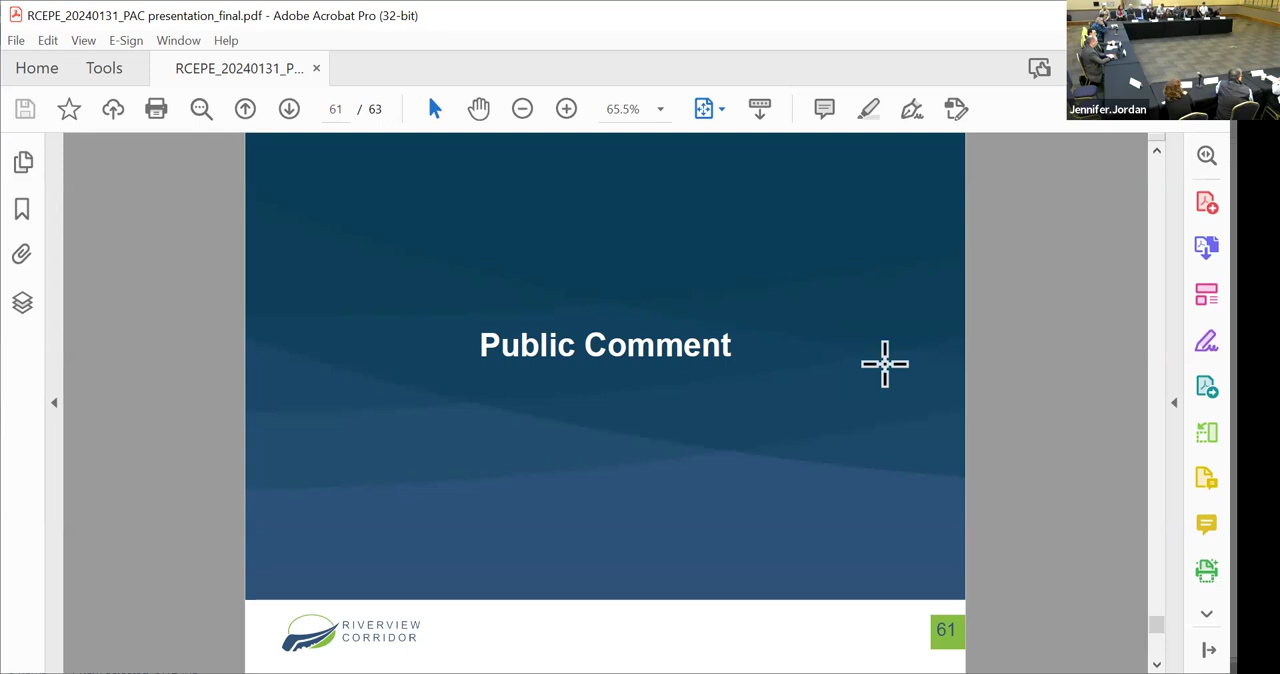 RCEPE_20240131_PAC presentation_final.pdf - Adobe Acrobat Pro (32-bit)
File Edit View E-Sign Window Help
Home Tools RCEPE_20240131_P... ×
61 / 63 65.5%
Jennifer.Jordan
Public Comment
RIVERVIEW
CORRIDOR
61